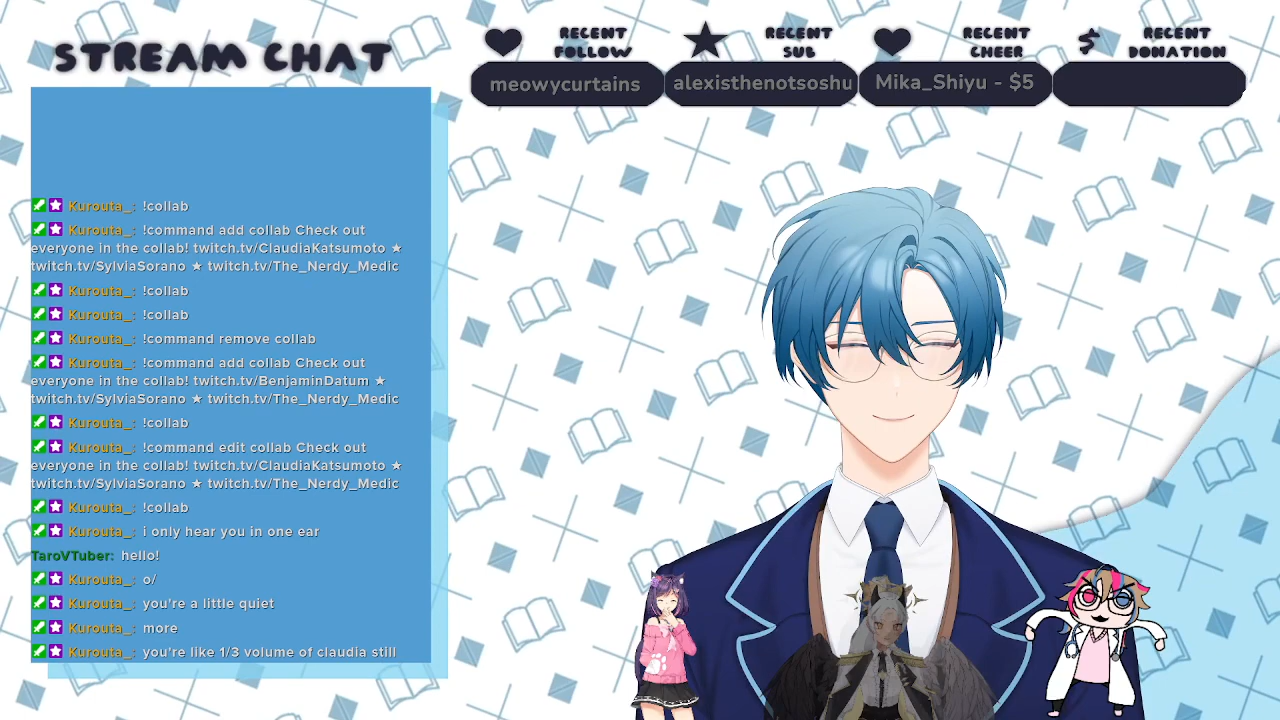 STREAM CHAT
RECENT FOLLOW
meowycurtains
RECENT SUB
alexisthenotsoshu
RECENT CHEER
Mika_Shiyu - $5
RECENT DONATION
Kurouta_: !collab
Kurouta_: !command add collab Check out
everyone in the collab! twitch.tv/ClaudiaKatsumoto ★
twitch.tv/SylviaSorano ★ twitch.tv/The_Nerdy_Medic
Kurouta_: !collab
Kurouta_: !collab
Kurouta_: !command remove collab
Kurouta_: !command add collab Check out
everyone in the collab! twitch.tv/BenjaminDatum ★
twitch.tv/SylviaSorano ★ twitch.tv/The_Nerdy_Medic
Kurouta_: !collab
Kurouta_: !command edit collab Check out
everyone in the collab! twitch.tv/ClaudiaKatsumoto ★
twitch.tv/SylviaSorano ★ twitch.tv/The_Nerdy_Medic
Kurouta_: !collab
Kurouta_: i only hear you in one ear
TaroVTuber: hello!
Kurouta_: o/
Kurouta_: you're a little quiet
Kurouta_: more
Kurouta_: you're like 1/3 volume of claudia still